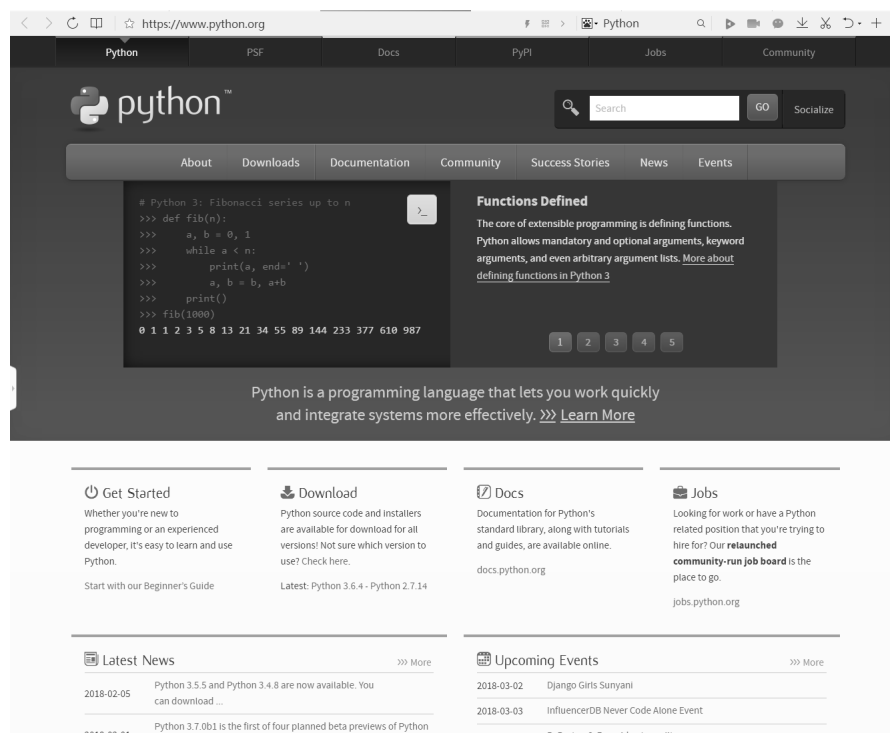 https://www.python.org
Python
Python PSF Docs PyPI Jobs Community
python™
Search GO Socialize
About Downloads Documentation Community Success Stories News Events
# Python 3: Fibonacci series up to n
>>> def fib(n):
>>>     a, b = 0, 1
>>>     while a < n:
>>>         print(a, end=' ')
>>>         a, b = b, a+b
>>>     print()
>>> fib(1000)
0 1 1 2 3 5 8 13 21 34 55 89 144 233 377 610 987
>_
Functions Defined
The core of extensible programming is defining functions.
Python allows mandatory and optional arguments, keyword
arguments, and even arbitrary argument lists. More about
defining functions in Python 3
1 2 3 4 5
Python is a programming language that lets you work quickly
and integrate systems more effectively. >>> Learn More
Get Started
Whether you're new to
programming or an experienced
developer, it's easy to learn and use
Python.
Start with our Beginner's Guide
Download
Python source code and installers
are available for download for all
versions! Not sure which version to
use? Check here.
Latest: Python 3.6.4 - Python 2.7.14
Docs
Documentation for Python's
standard library, along with tutorials
and guides, are available online.
docs.python.org
Jobs
Looking for work or have a Python
related position that you're trying to
hire for? Our relaunched
community-run job board is the
place to go.
jobs.python.org
Latest News
>>> More
2018-02-05 Python 3.5.5 and Python 3.4.8 are now available. You
can download ...
Python 3.7.0b1 is the first of four planned beta previews of Python
Upcoming Events
>>> More
2018-03-02 Django Girls Sunyani
2018-03-03 InfluencerDB Never Code Alone Event